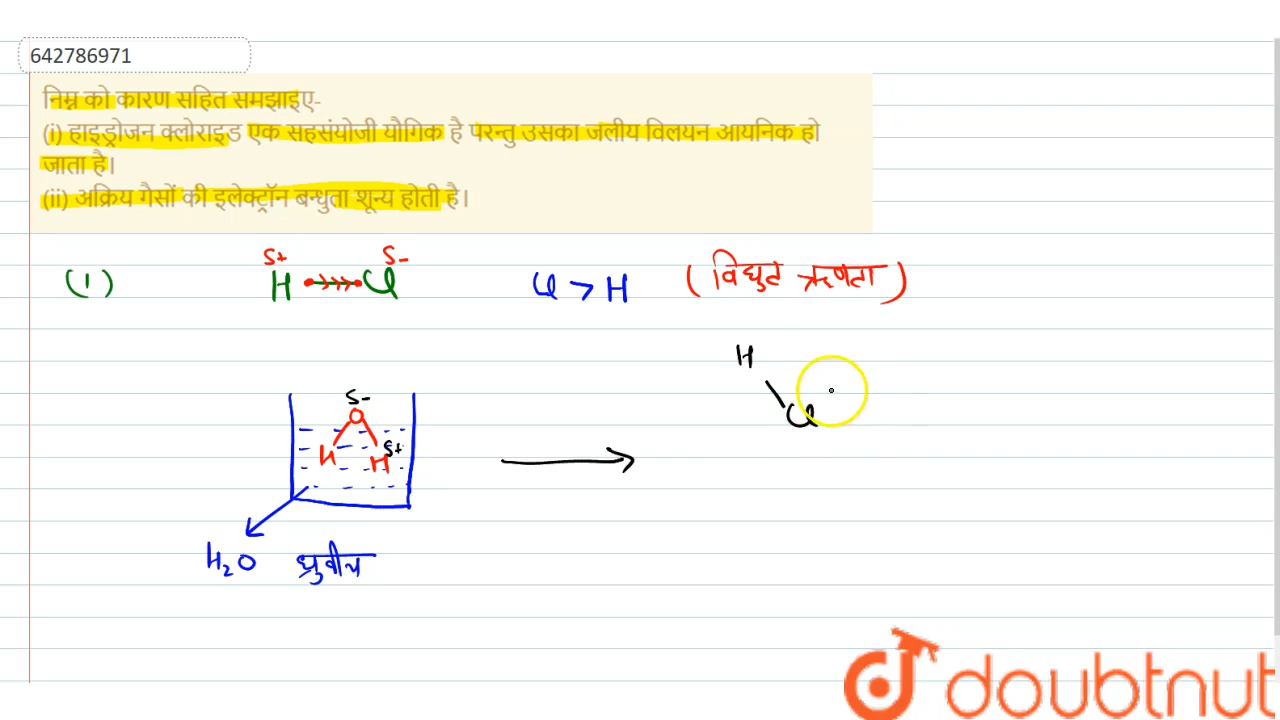 642786971
निम्न को कारण सहित समझाइए-
(i) हाइड्रोजन क्लोराइड एक सहसंयोजी यौगिक है परन्तु उसका जलीय विलयन आयनिक हो
जाता है।
(ii) अक्रिय गैसों की इलेक्ट्रॉन बन्धुता शून्य होती है।
δ+ δ-
(1) H Cl Cl > H (विद्युत ऋणता)
H
δ-
O Cl
H H δ+
H₂O ध्रुवीय
doubtnut